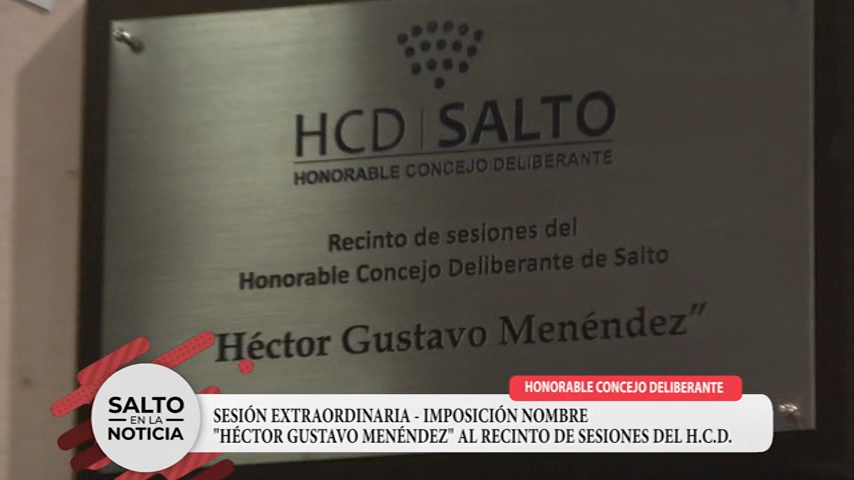 HCD | SALTO
HONORABLE CONCEJO DELIBERANTE
Recinto de sesiones del
Honorable Concejo Deliberante de Salto
Héctor Gustavo Menéndez”
HONORABLE CONCEJO DELIBERANTE
SALTO
EN LA
NOTICIA
SESIÓN EXTRAORDINARIA - IMPOSICIÓN NOMBRE
"HÉCTOR GUSTAVO MENÉNDEZ" AL RECINTO DE SESIONES DEL H.C.D.